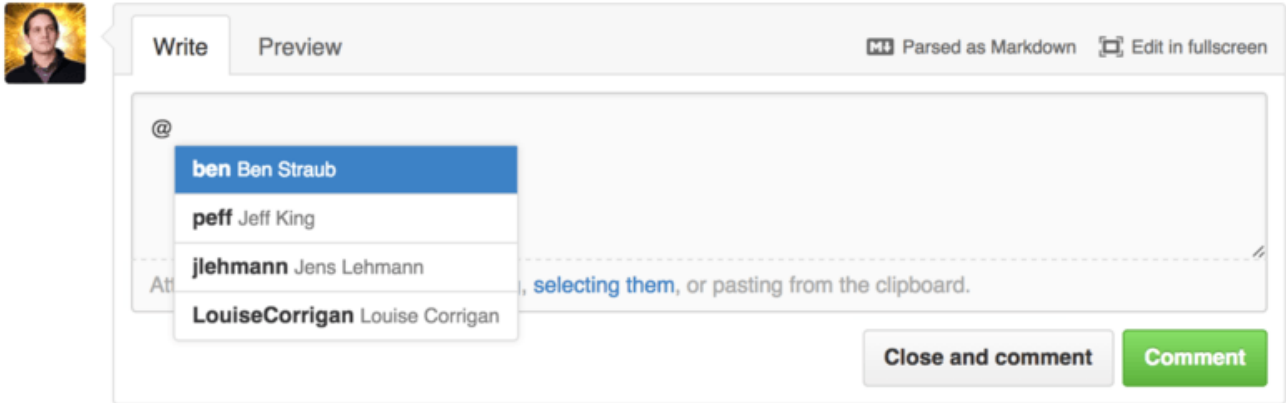 Write Preview Parsed as Markdown Edit in fullscreen
@
ben Ben Straub
peff Jeff King
jlehmann Jens Lehmann
selecting them, or pasting from the clipboard.
LouiseCorrigan Louise Corrigan
Close and comment Comment